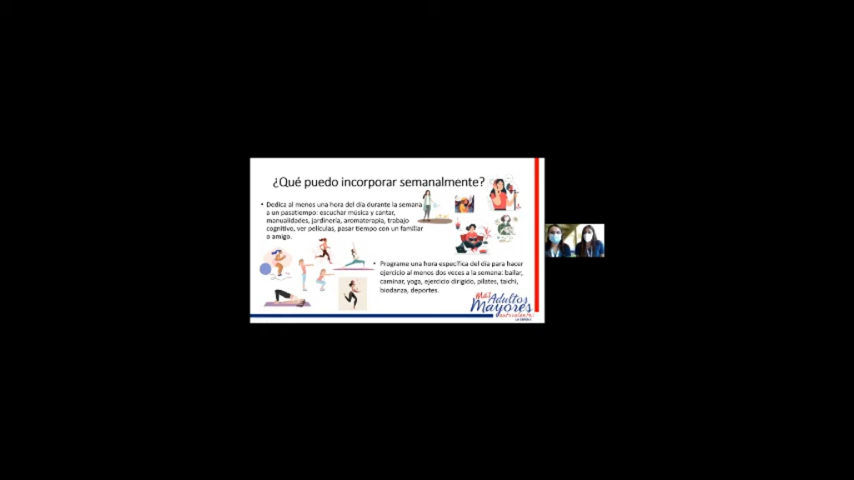 ¿Qué puedo incorporar semanalmente?
• Dedica al menos una hora del día durante la semana
a un pasatiempo: escuchar música y cantar,
manualidades, jardinería, aromaterapia, trabajo
cognitivo, ver películas, pasar tiempo con un familiar
o amigo.
• Programe una hora específica del día para hacer
ejercicio al menos dos veces a la semana: bailar,
caminar, yoga, ejercicio dirigido, pilates, taichi,
biodanza, deportes.
Más Adultos
Mayores